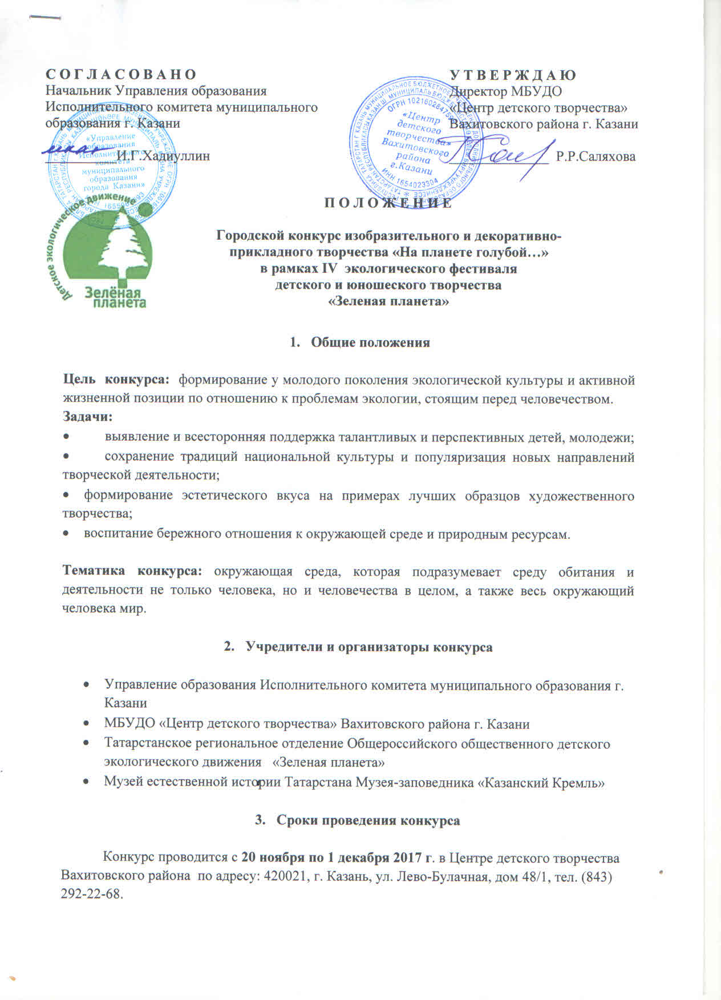 С О Г Л А С О В А Н О
Начальник Управления образования
Исполнительного комитета муниципального
образования г. Казани
И.Г.Хадиуллин
У Т В Е Р Ж Д А Ю
Директор МБУДО
«Центр детского творчества»
Вахитовского района г. Казани
Р.Р.Саляхова
«Управление
образования
Исполнительного
комитета
муниципального
образования
города Казани»
«Центр
детского
творчества»
Вахитовского
района
г.Казани
ИНН 1654023304
Детское экологическое движение
Зелёная
планета
П О Л О Ж Е Н И Е
Городской конкурс изобразительного и декоративно-
прикладного творчества «На планете голубой…»
в рамках IV экологического фестиваля
детского и юношеского творчества
«Зеленая планета»
1. Общие положения
Цель конкурса: формирование у молодого поколения экологической культуры и активной
жизненной позиции по отношению к проблемам экологии, стоящим перед человечеством.
Задачи:
• выявление и всесторонняя поддержка талантливых и перспективных детей, молодежи;
• сохранение традиций национальной культуры и популяризация новых направлений
творческой деятельности;
• формирование эстетического вкуса на примерах лучших образцов художественного
творчества;
• воспитание бережного отношения к окружающей среде и природным ресурсам.
Тематика конкурса: окружающая среда, которая подразумевает среду обитания и
деятельности не только человека, но и человечества в целом, а также весь окружающий
человека мир.
2. Учредители и организаторы конкурса
• Управление образования Исполнительного комитета муниципального образования г.
Казани
• МБУДО «Центр детского творчества» Вахитовского района г. Казани
• Татарстанское региональное отделение Общероссийского общественного детского
экологического движения «Зеленая планета»
• Музей естественной истории Татарстана Музея-заповедника «Казанский Кремль»
3. Сроки проведения конкурса
Конкурс проводится с 20 ноября по 1 декабря 2017 г. в Центре детского творчества
Вахитовского района по адресу: 420021, г. Казань, ул. Лево-Булачная, дом 48/1, тел. (843)
292-22-68.